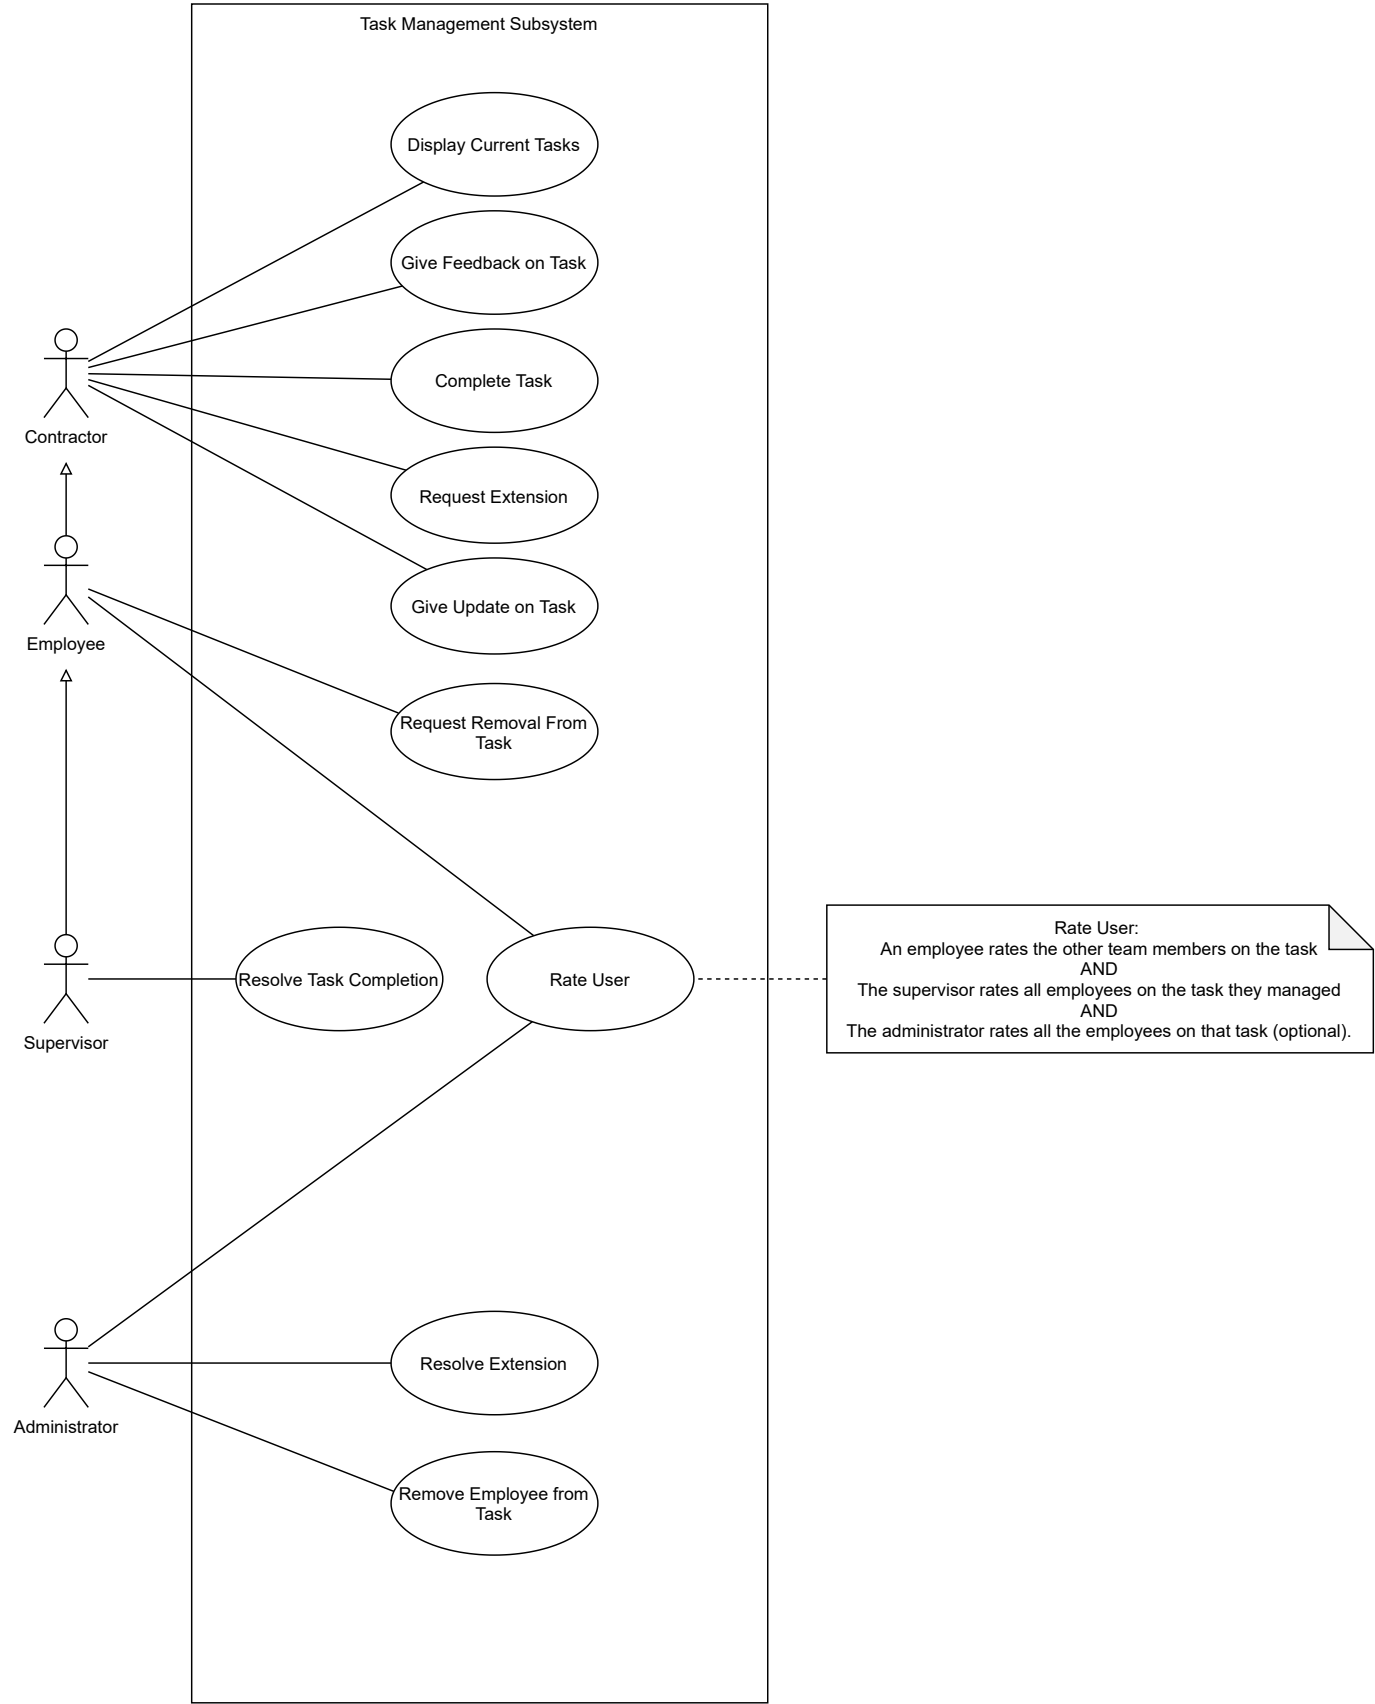 Task Management Subsystem
Display Current Tasks
Give Feedback on Task
Complete Task
Contractor
Request Extension
Give Update on Task
Employee
Request Removal From
Task
Resolve Task Completion
Rate User
Supervisor
Rate User:
An employee rates the other team members on the task
AND
The supervisor rates all employees on the task they managed
AND
The administrator rates all the employees on that task (optional).
Resolve Extension
Administrator
Remove Employee from
Task